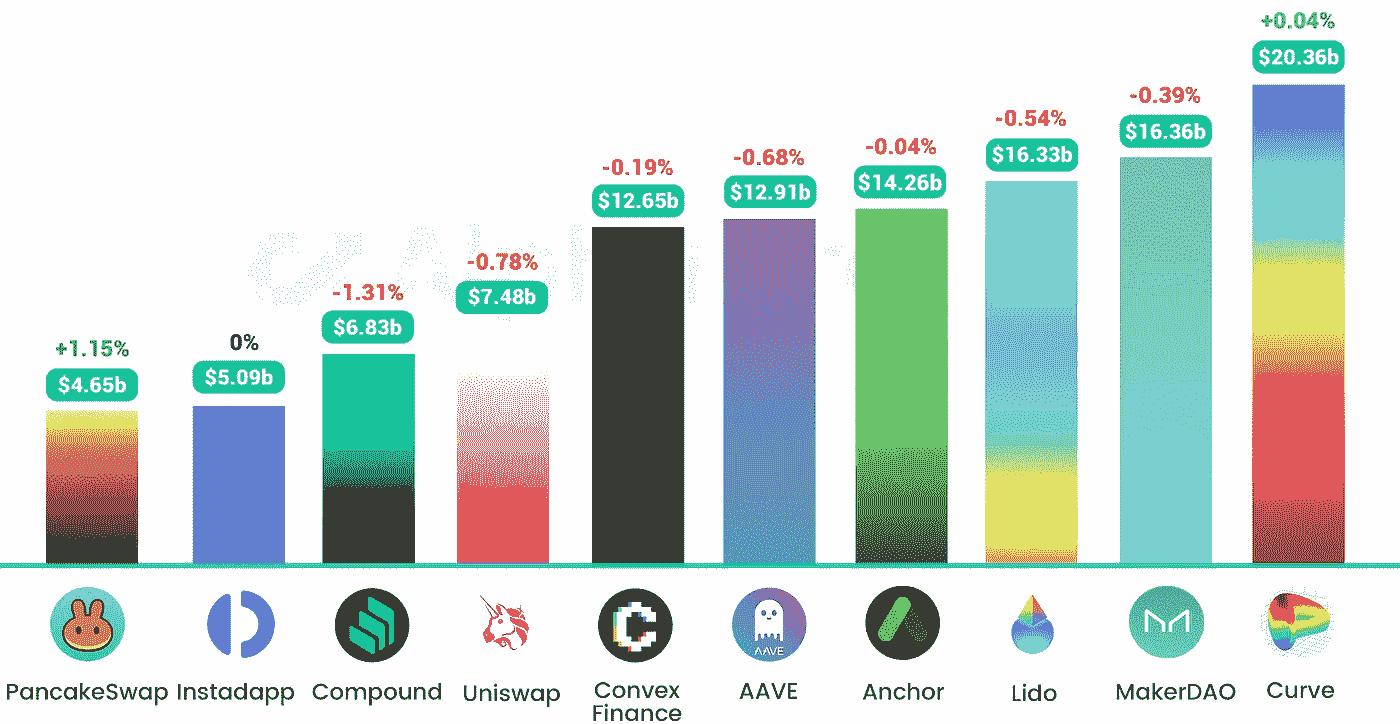 +0.04%
$20.36b
-0.39%
$16.36b
-0.54%
$16.33b
-0.04%
$14.26b
-0.68%
$12.91b
-0.19%
$12.65b
-0.78%
$7.48b
-1.31%
$6.83b
0%
$5.09b
+1.15%
$4.65b
AAVE
PancakeSwap
Instadapp
Compound
Uniswap
Convex
Finance
AAVE
Anchor
Lido
MakerDAO
Curve